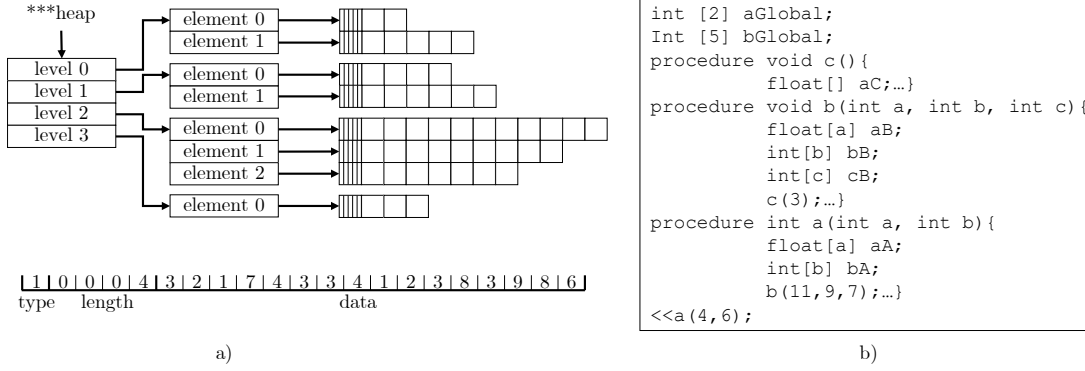 ***heap
level 0
level 1
level 2
level 3
element 0
element 1
element 0
element 1
element 0
element 1
element 2
element 0
1 0 0 0 4 3 2 1 7 4 3 3 4 1 2 3 8 3 9 8 6
type length data
a)
int [2] aGlobal;
Int [5] bGlobal;
procedure void c(){
float[] aC;…}
procedure void b(int a, int b, int c){
float[a] aB;
int[b] bB;
int[c] cB;
c(3);…}
procedure int a(int a, int b){
float[a] aA;
int[b] bA;
b(11,9,7);…}
<<a(4,6);
b)